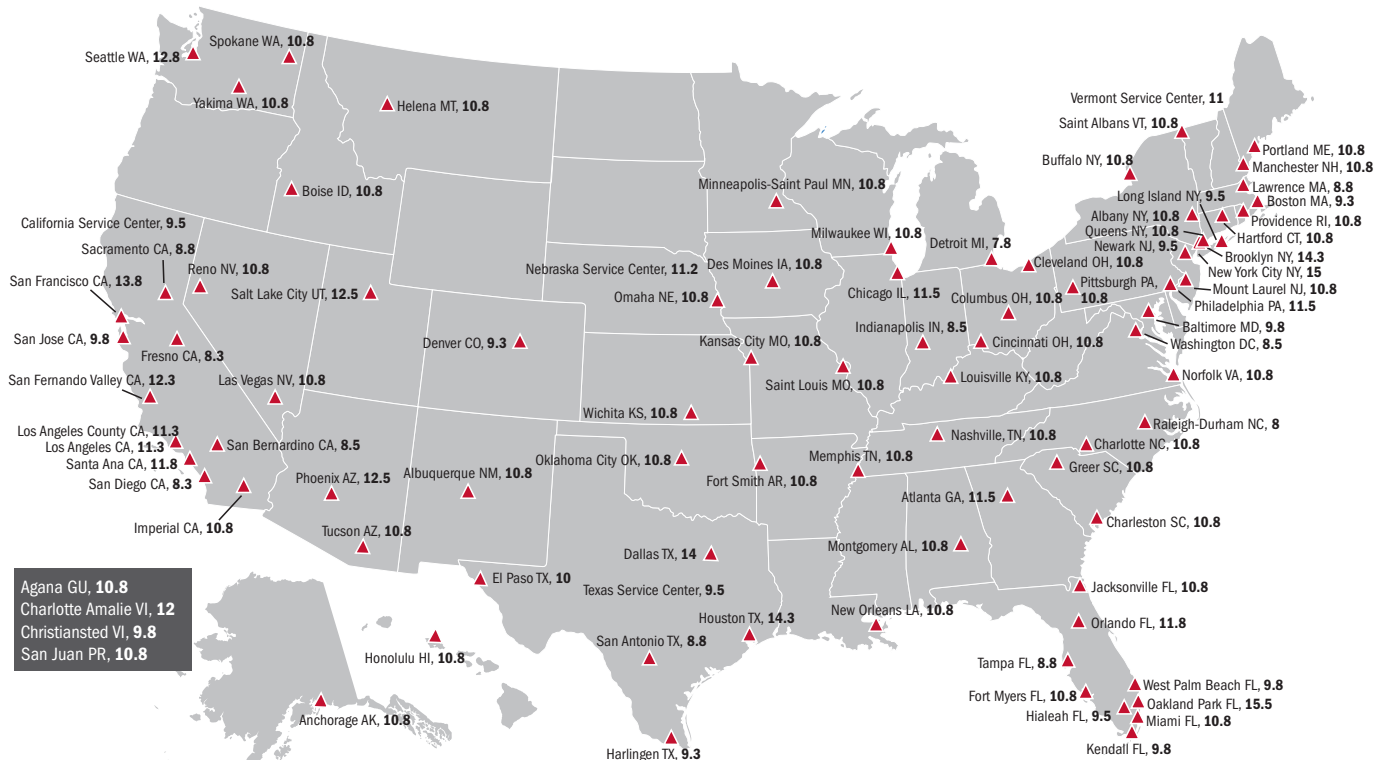 Spokane WA, 10.8
Seattle WA, 12.8
Yakima WA, 10.8
Helena MT, 10.8
Boise ID, 10.8
California Service Center, 9.5
Sacramento CA, 8.8
San Francisco CA, 13.8
Reno NV, 10.8
Salt Lake City UT, 12.5
San Jose CA, 9.8
Fresno CA, 8.3
San Fernando Valley CA, 12.3
Las Vegas NV, 10.8
Los Angeles County CA, 11.3
Los Angeles CA, 11.3
Santa Ana CA, 11.8
San Diego CA, 8.3
San Bernardino CA, 8.5
Imperial CA, 10.8
Phoenix AZ, 12.5
Tucson AZ, 10.8
Albuquerque NM, 10.8
Denver CO, 9.3
Minneapolis-Saint Paul MN, 10.8
Milwaukee WI, 10.8
Nebraska Service Center, 11.2
Des Moines IA, 10.8
Omaha NE, 10.8
Kansas City MO, 10.8
Saint Louis MO, 10.8
Wichita KS, 10.8
Oklahoma City OK, 10.8
Fort Smith AR, 10.8
Memphis TN, 10.8
Nashville, TN, 10.8
Dallas TX, 14
El Paso TX, 10
Texas Service Center, 9.5
Houston TX, 14.3
San Antonio TX, 8.8
Harlingen TX, 9.3
New Orleans LA, 10.8
Montgomery AL, 10.8
Atlanta GA, 11.5
Detroit MI, 7.8
Chicago IL, 11.5
Indianapolis IN, 8.5
Columbus OH, 10.8
Cleveland OH, 10.8
Cincinnati OH, 10.8
Louisville KY, 10.8
Pittsburgh PA,
10.8
Vermont Service Center, 11
Saint Albans VT, 10.8
Buffalo NY, 10.8
Portland ME, 10.8
Manchester NH, 10.8
Lawrence MA, 8.8
Long Island NY, 9.5
Boston MA, 9.3
Albany NY, 10.8
Providence RI, 10.8
Queens NY, 10.8
Hartford CT, 10.8
Newark NJ, 9.5
Brooklyn NY, 14.3
New York City NY, 15
Mount Laurel NJ, 10.8
Philadelphia PA, 11.5
Baltimore MD, 9.8
Washington DC, 8.5
Norfolk VA, 10.8
Raleigh-Durham NC, 8
Charlotte NC, 10.8
Greer SC, 10.8
Charleston SC, 10.8
Jacksonville FL, 10.8
Orlando FL, 11.8
Tampa FL, 8.8
West Palm Beach FL, 9.8
Fort Myers FL, 10.8
Oakland Park FL, 15.5
Hialeah FL, 9.5
Miami FL, 10.8
Kendall FL, 9.8
Agana GU, 10.8
Charlotte Amalie VI, 12
Christiansted VI, 9.8
San Juan PR, 10.8
Honolulu HI, 10.8
Anchorage AK, 10.8